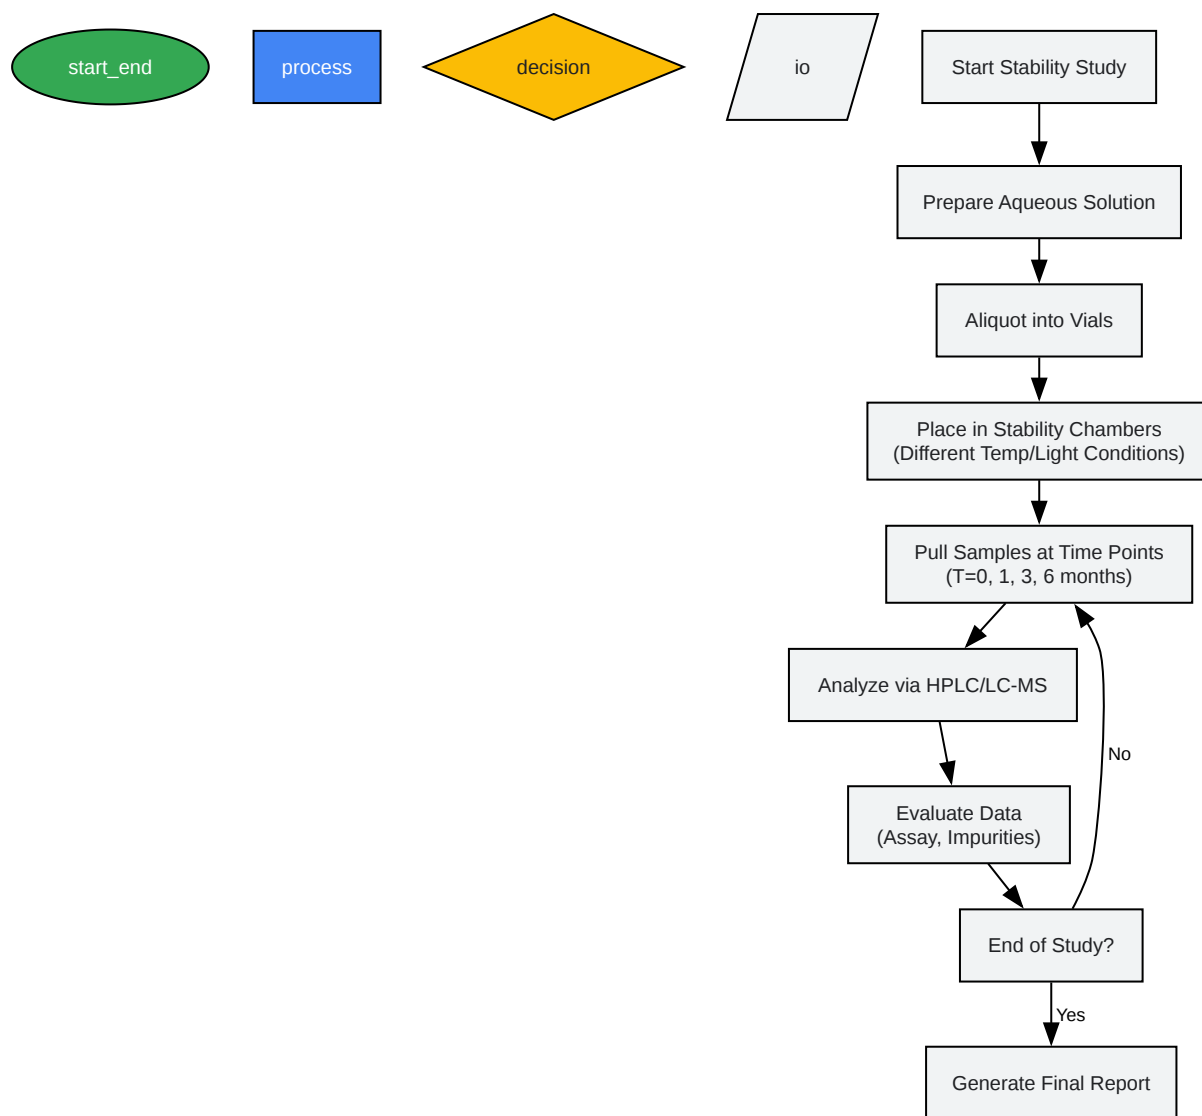 start_end
process
decision
io
Start Stability Study
Prepare Aqueous Solution
Aliquot into Vials
Place in Stability Chambers
(Different Temp/Light Conditions)
Pull Samples at Time Points
(T=0, 1, 3, 6 months)
Analyze via HPLC/LC-MS
No
Evaluate Data
(Assay, Impurities)
End of Study?
Yes
Generate Final Report